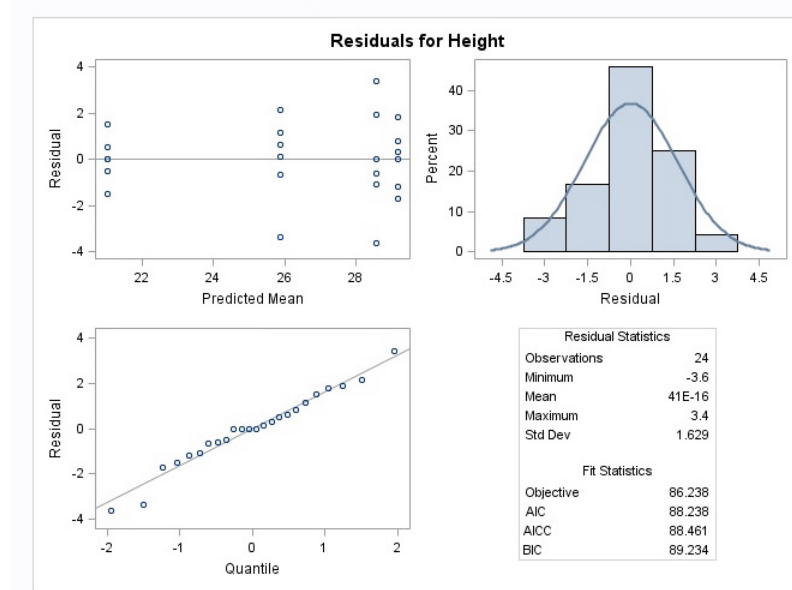 Residuals for Height
4
2
0
-2
-4
Residual
22 24 26 28
Predicted Mean
40
30
20
10
0
Percent
-4.5 -3 -1.5 0 1.5 3 4.5
Residual
4
2
0
-2
-4
Residual
-2 -1 0 1 2
Quantile
Residual Statistics
Observations 24
Minimum -3.6
Mean 41E-16
Maximum 3.4
Std Dev 1.629
Fit Statistics
Objective 86.238
AIC 88.238
AICC 88.461
BIC 89.234